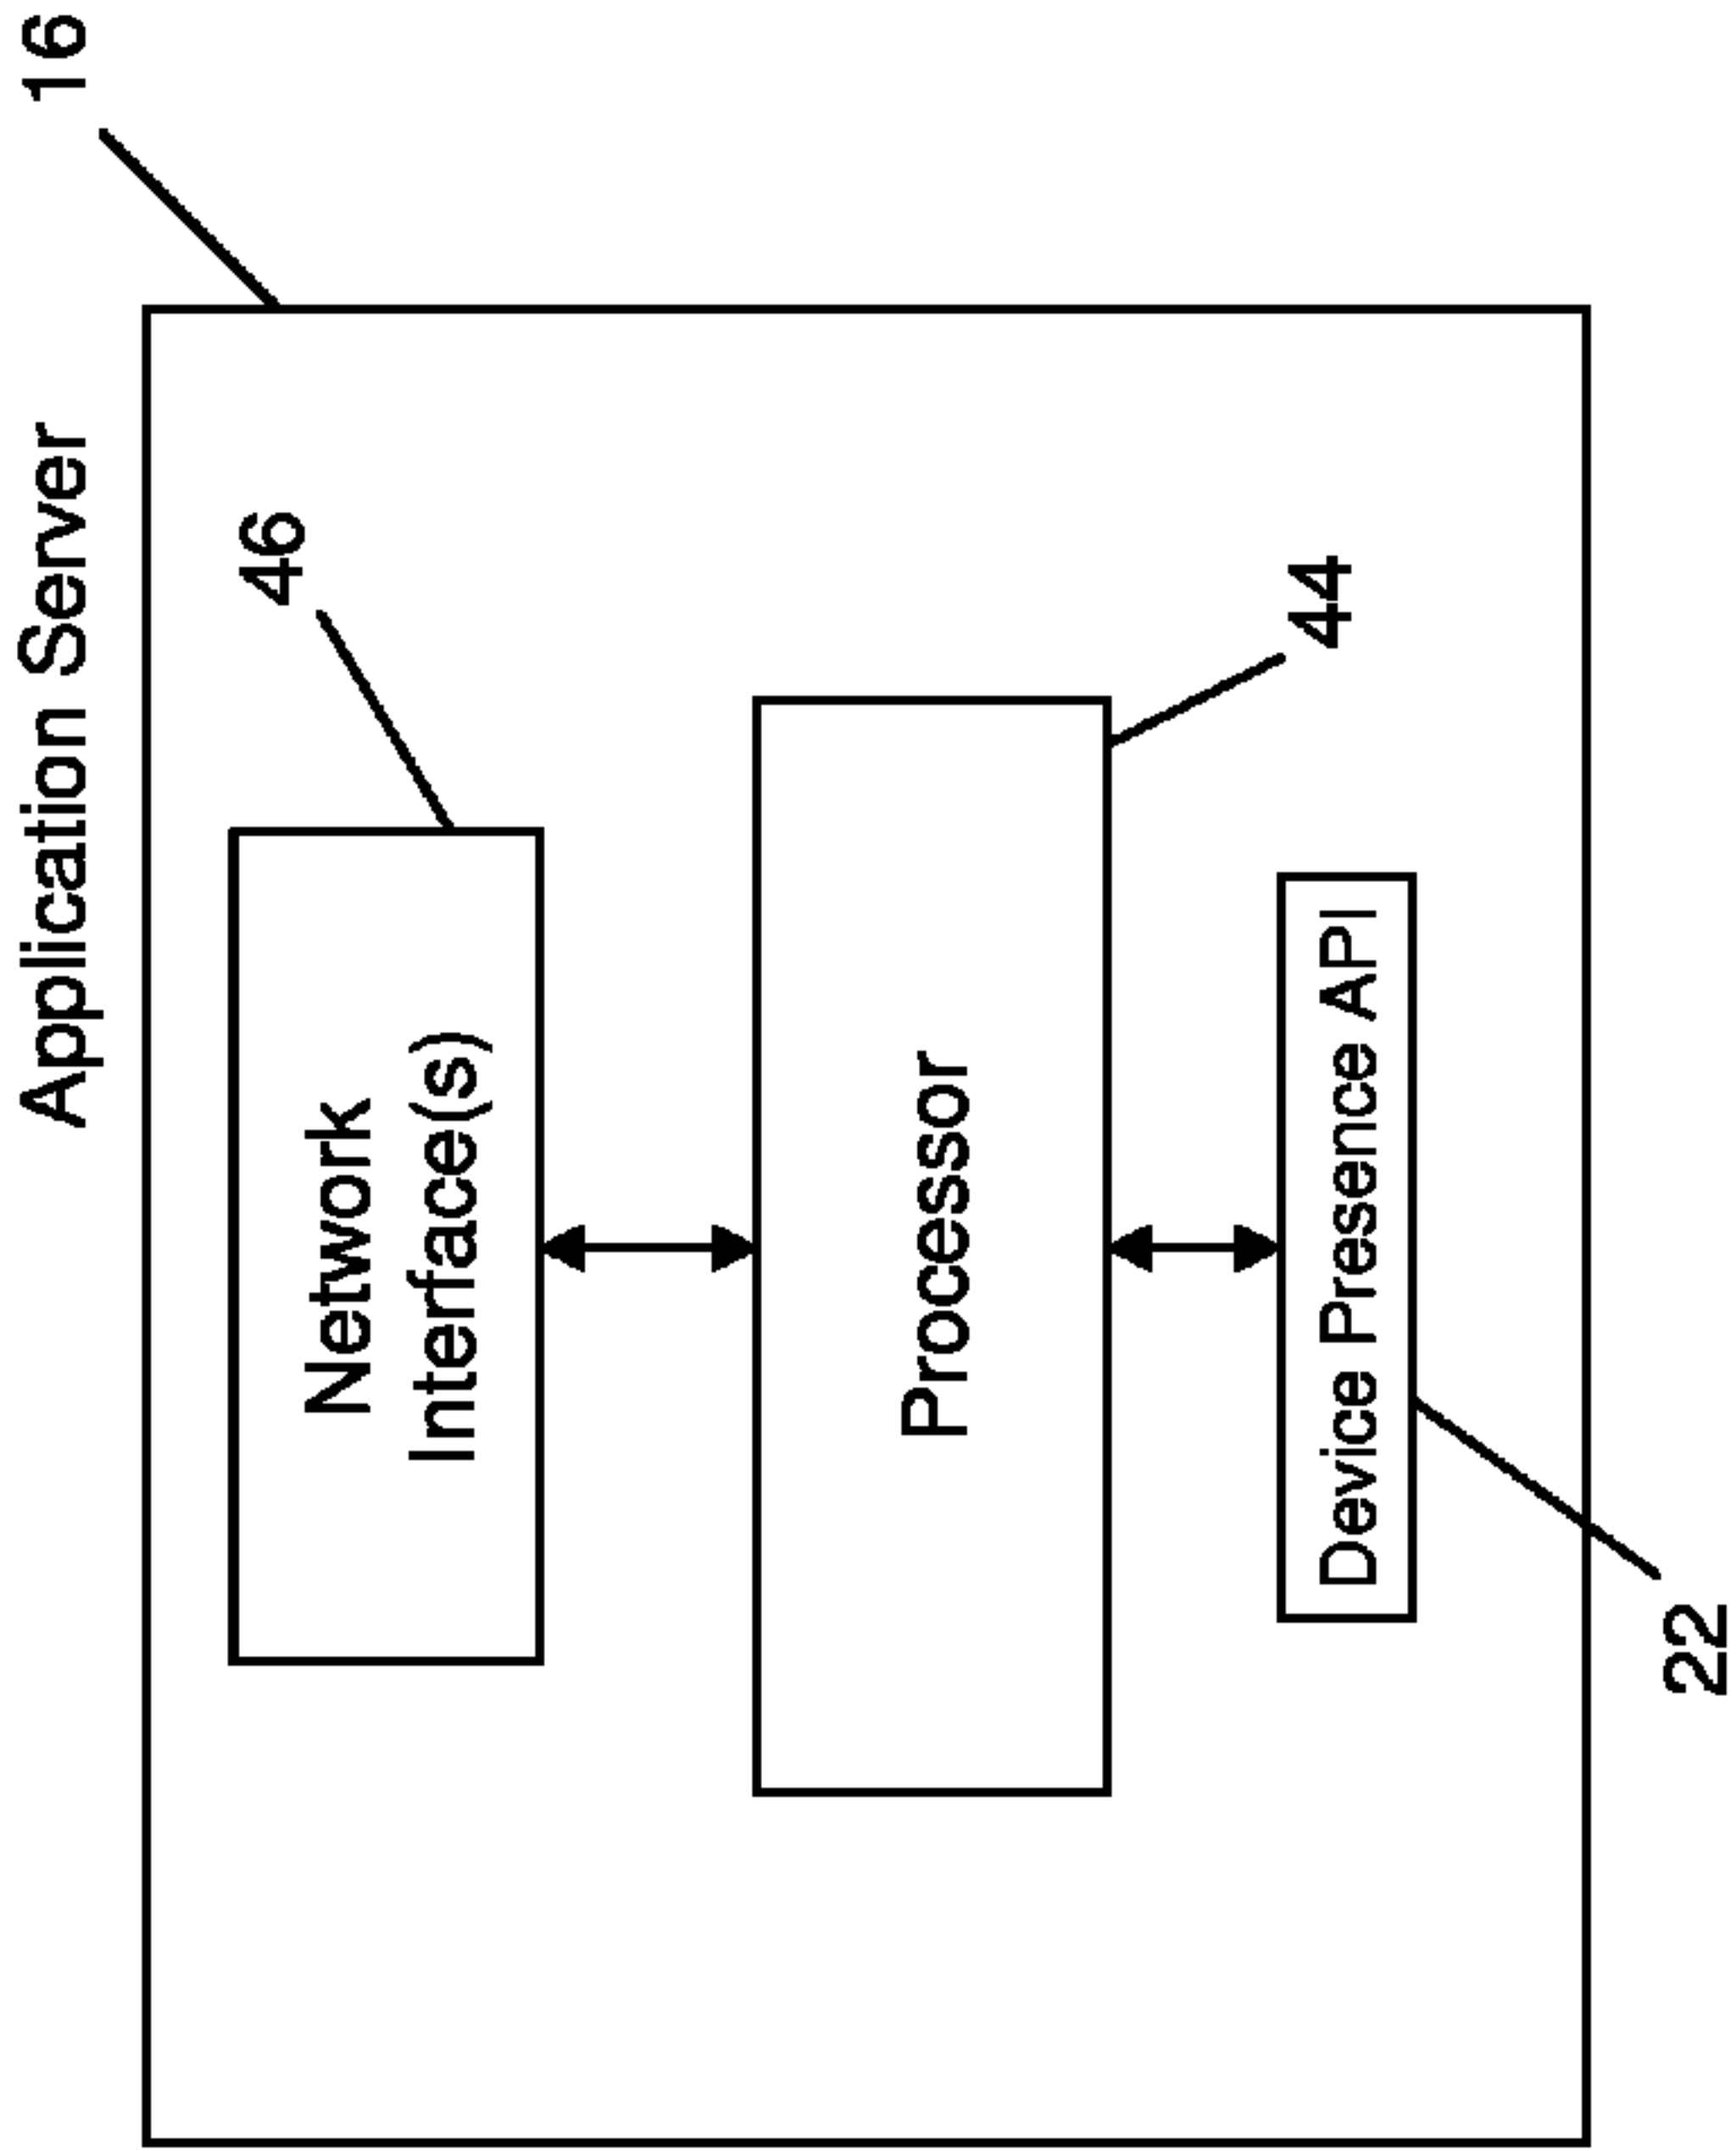 Application Server
16
46
Network
Interface(s)
Processor
44
Device Presence API
22